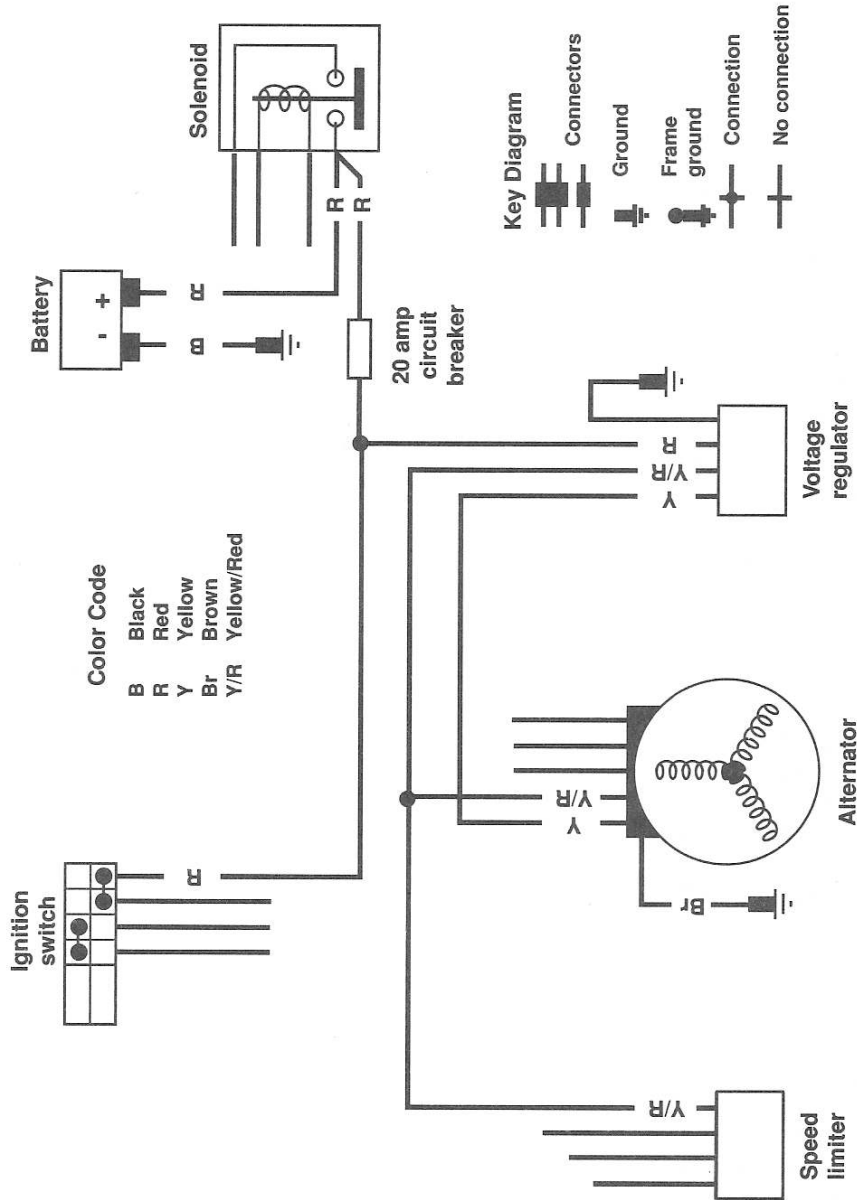 Ignition
switch
R
Color Code
B Black
R Red
Y Yellow
Br Brown
Y/R Yellow/Red
Battery
- +
B
R
Solenoid
R
R
20 amp
circuit
breaker
Key Diagram
Connectors
Ground
Frame
ground
Connection
No connection
Y/R
Speed
limiter
Br
Y
Y/R
Alternator
Y
Y/R
R
Voltage
regulator